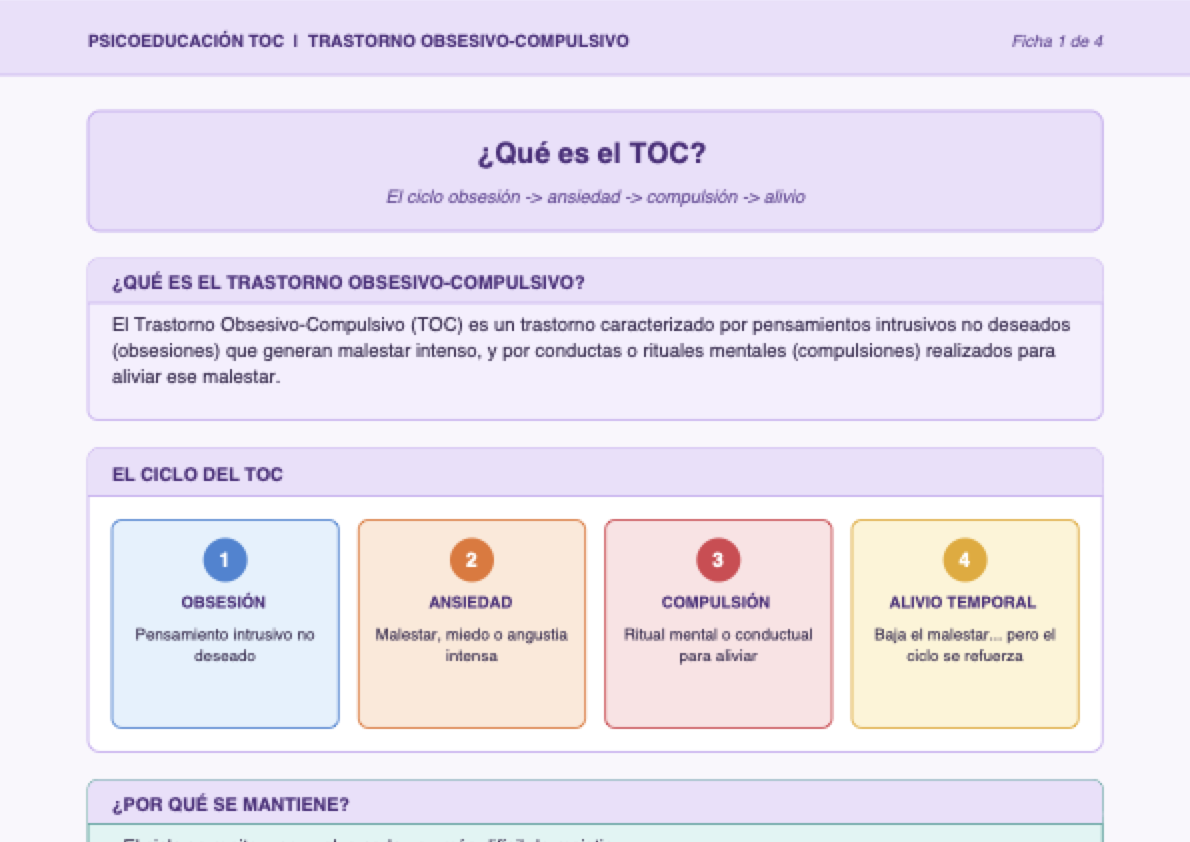 PSICOEDUCACIÓN TOC | TRASTORNO OBSESIVO-COMPULSIVO
Ficha 1 de 4
¿Qué es el TOC?
El ciclo obsesión -> ansiedad -> compulsión -> alivio
¿QUÉ ES EL TRASTORNO OBSESIVO-COMPULSIVO?
El Trastorno Obsesivo-Compulsivo (TOC) es un trastorno caracterizado por pensamientos intrusivos no deseados
(obsesiones) que generan malestar intenso, y por conductas o rituales mentales (compulsiones) realizados para
aliviar ese malestar.
EL CICLO DEL TOC
1
OBSESIÓN
Pensamiento intrusivo no
deseado
2
ANSIEDAD
Malestar, miedo o angustia
intensa
3
COMPULSIÓN
Ritual mental o conductual
para aliviar
4
ALIVIO TEMPORAL
Baja el malestar... pero el
ciclo se refuerza
¿POR QUÉ SE MANTIENE?